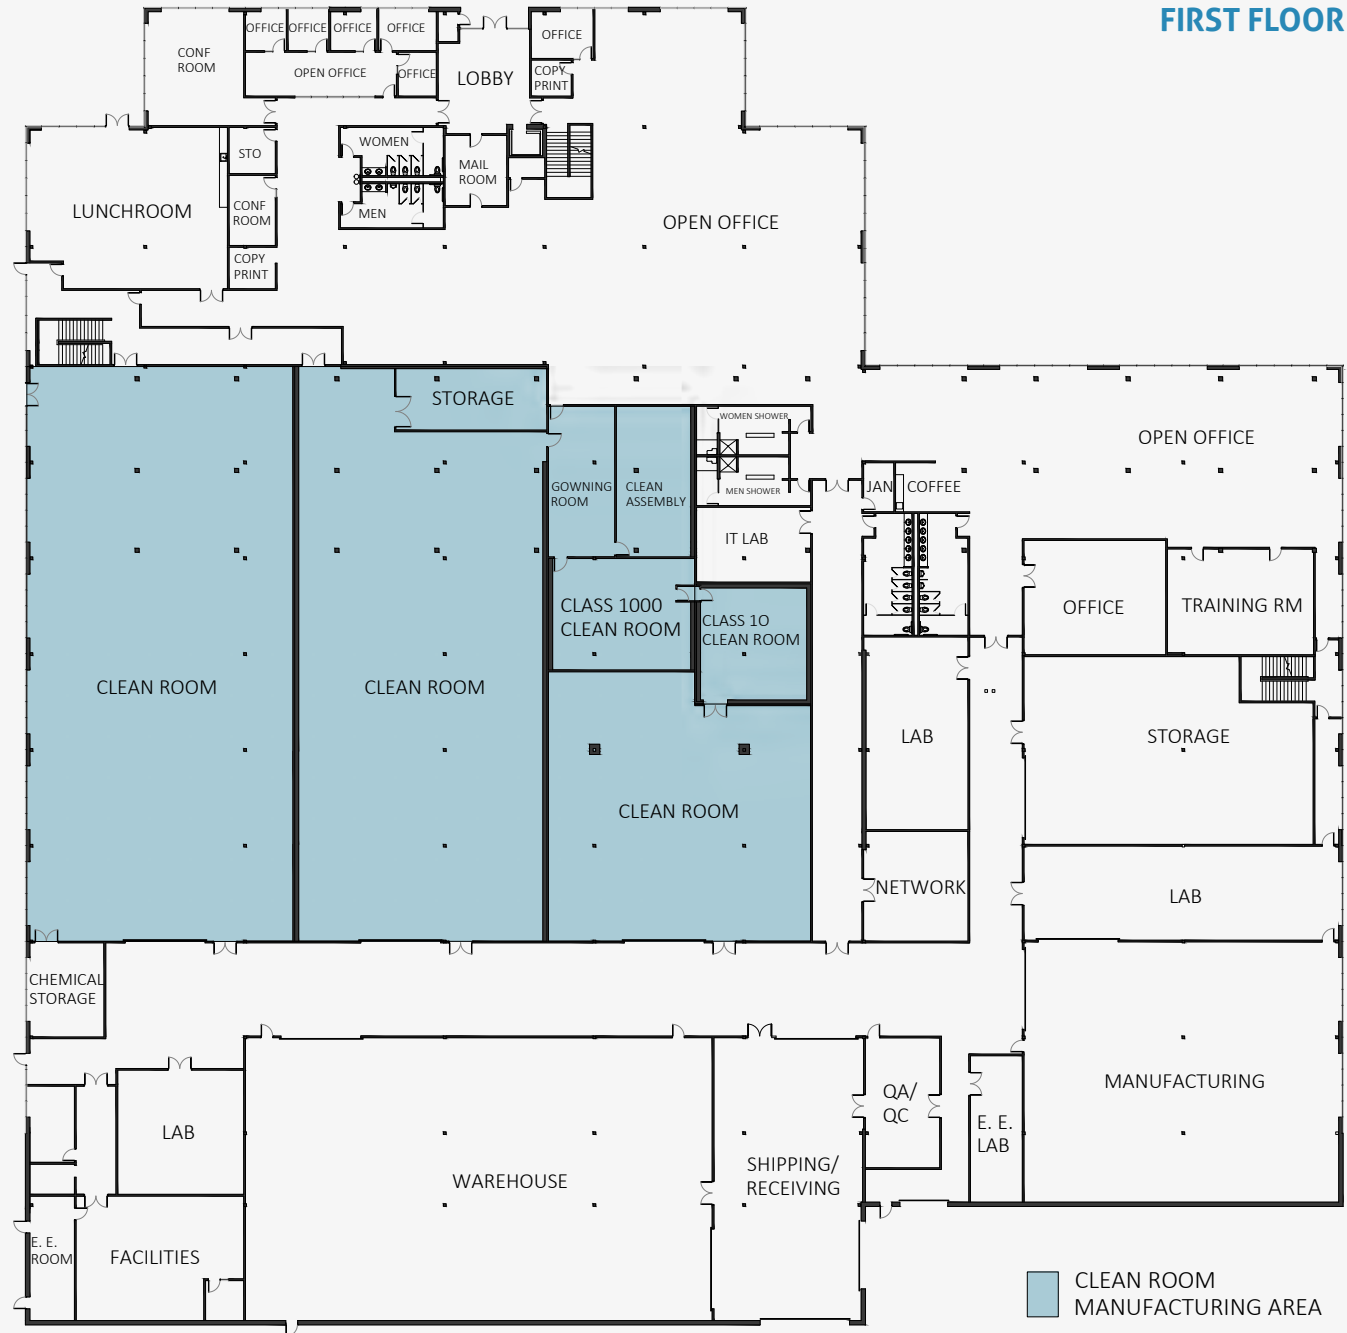 FIRST FLOOR
OFFICE
OFFICE
OFFICE
OFFICE
OFFICE
CONF
ROOM
OPEN OFFICE
OFFICE
LOBBY
COPY
PRINT
WOMEN
STO
MAIL
ROOM
LUNCHROOM
CONF
ROOM
MEN
OPEN OFFICE
COPY
PRINT
STORAGE
WOMEN SHOWER
OPEN OFFICE
GOWNING
ROOM
CLEAN
ASSEMBLY
MEN SHOWER
JAN
COFFEE
IT LAB
CLASS 1000
CLEAN ROOM
CLASS 1O
CLEAN ROOM
OFFICE
TRAINING RM
CLEAN ROOM
CLEAN ROOM
LAB
STORAGE
CLEAN ROOM
NETWORK
LAB
CHEMICAL
STORAGE
MANUFACTURING
QA/
QC
LAB
E. E.
LAB
WAREHOUSE
SHIPPING/
RECEIVING
E. E.
ROOM
FACILITIES
CLEAN ROOM
MANUFACTURING AREA